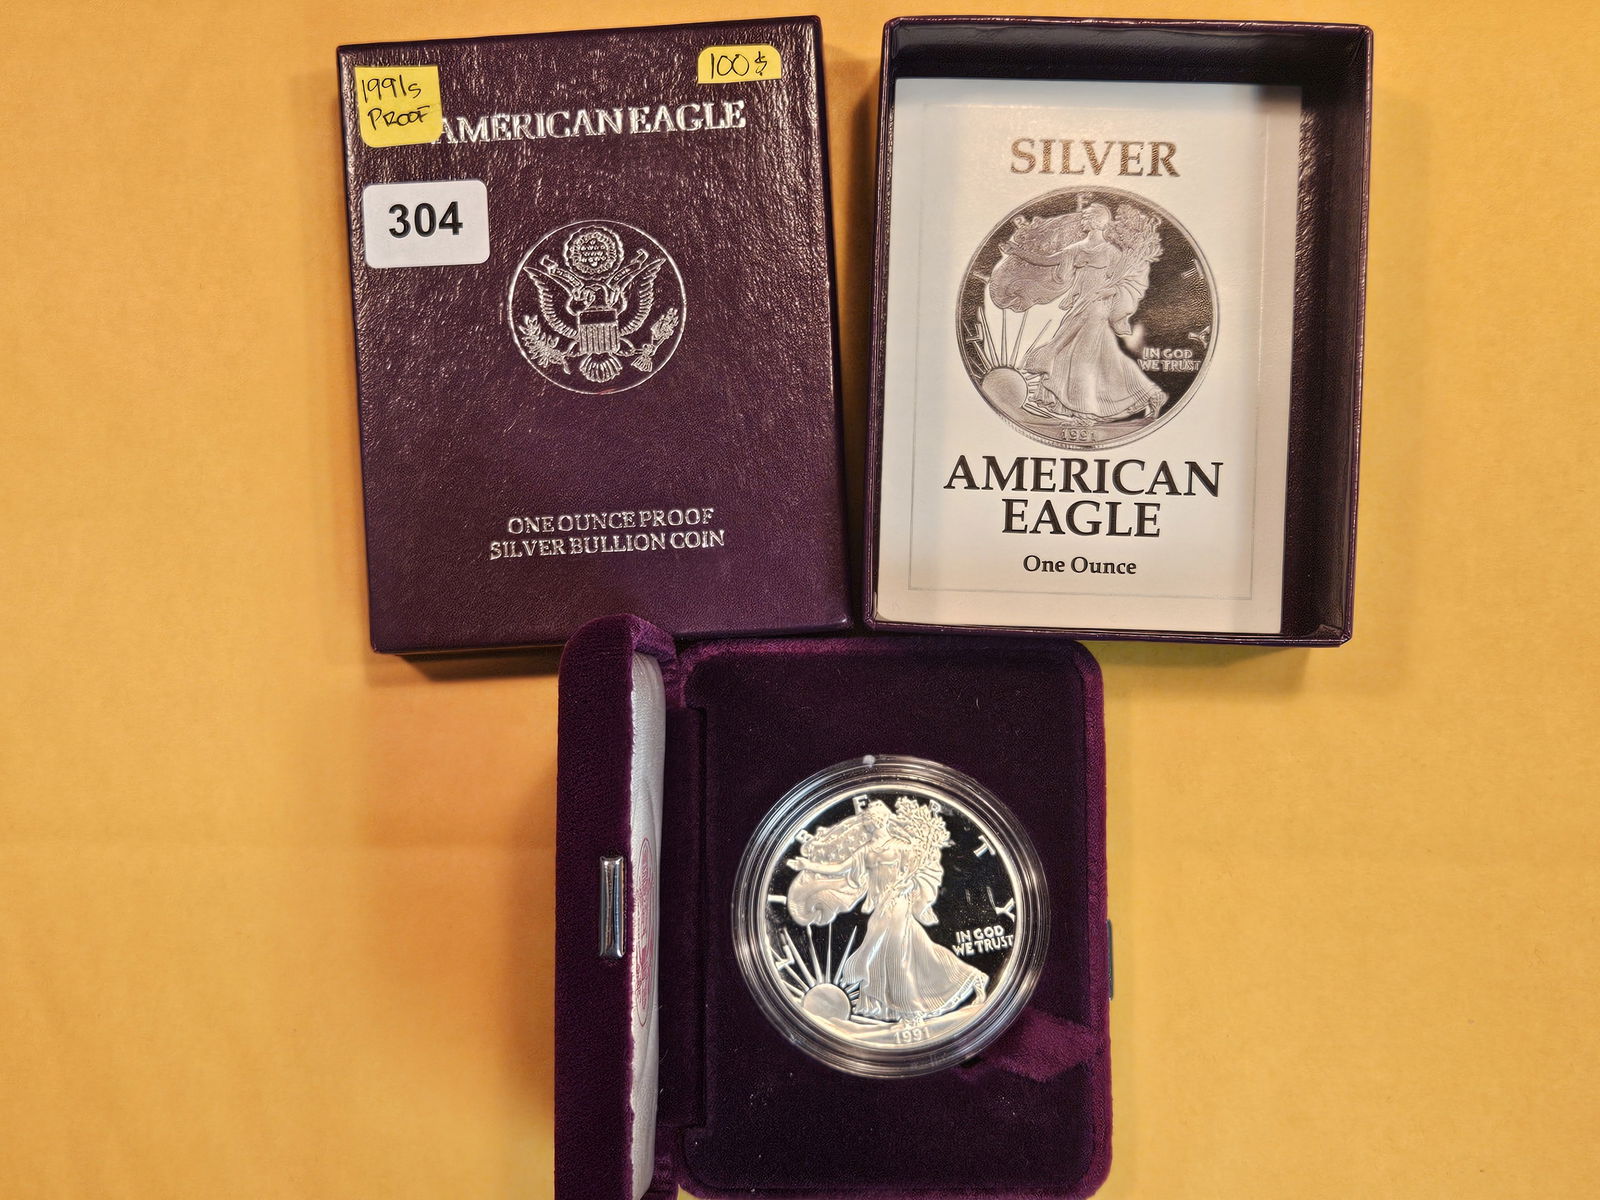 1991s
PROOF
100$
AMERICAN EAGLE
304
ONE OUNCE PROOF
SILVER BULLION COIN
SILVER
LIBERTY
IN GOD
WE TRUST
1991
AMERICAN
EAGLE
One Ounce
LIBERTY
IN GOD
WE TRUST
1991